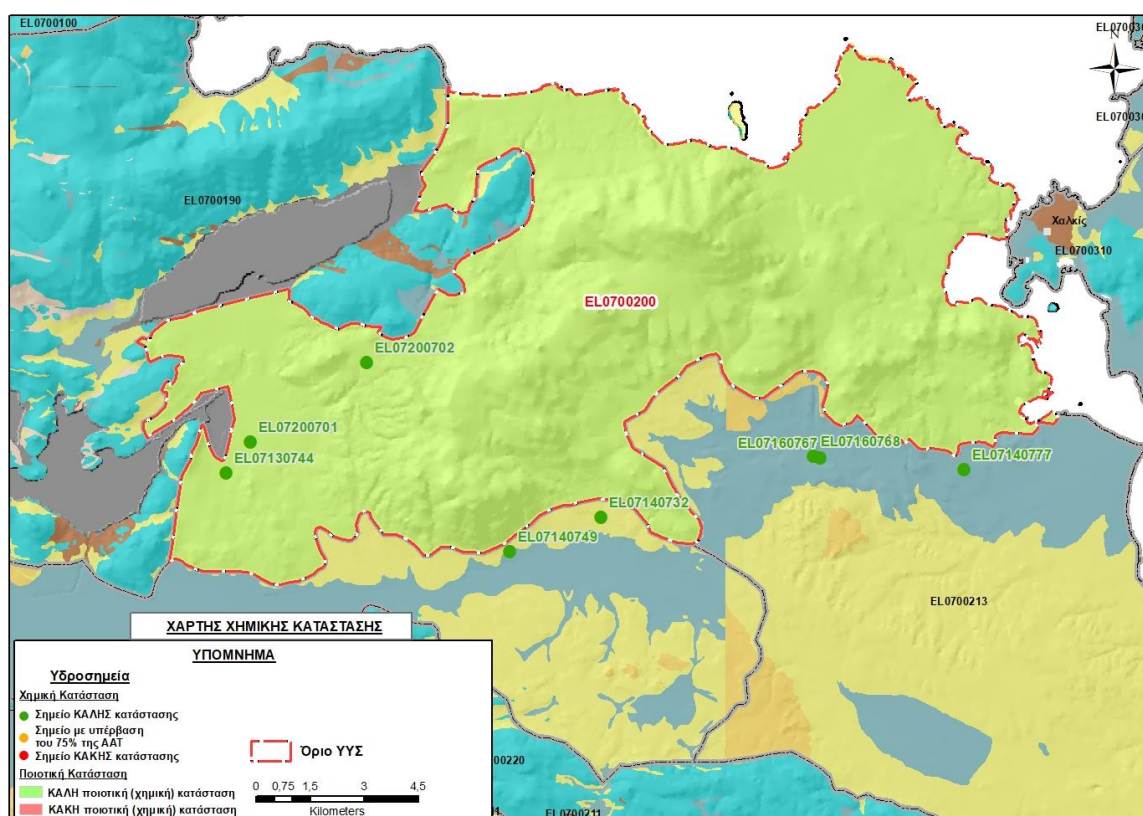 EL0700100
N
EL0700190
Χαλκίς
EL0700310
EL0700200
EL07200702
EL07200701
EL07130744
EL07160767
EL07160768
EL07140777
EL07140732
EL07140749
EL0700213
ΧΑΡΤΗΣ ΧΗΜΙΚΗΣ ΚΑΤΑΣΤΑΣΗΣ
ΥΠΟΜΝΗΜΑ
Υδροσημεία
Χημική Κατάσταση
Σημείο ΚΑΛΗΣ κατάστασης
Σημείο με υπέρβαση
του 75% της ΑΑΤ
Σημείο ΚΑΚΗΣ κατάστασης
Ποιοτική Κατάσταση
ΚΑΛΗ ποιοτική (χημική) κατάσταση
ΚΑΚΗ ποιοτική (χημική) κατάσταση
Όριο ΥΥΣ
0 0,75 1,5 3 4,5
Kilometers
00220
EL0700211